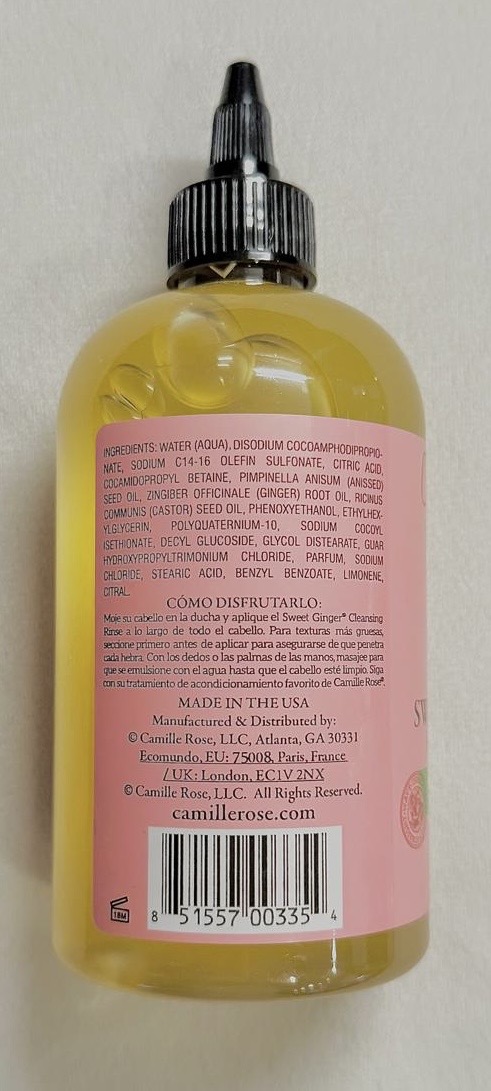 INGREDIENTS: WATER (AQUA), DISODIUM COCOAMPHODIPROPIO-
NATE, SODIUM C14-16 OLEFIN SULFONATE, CITRIC ACID,
COCAMIDOPROPYL BETAINE, PIMPINELLA ANISUM (ANISSED)
SEED OIL, ZINGIBER OFFICINALE (GINGER) ROOT OIL, RICINUS
COMMUNIS (CASTOR) SEED OIL, PHENOXYETHANOL, ETHYLHEX-
YLGLYCERIN, POLYQUATERNIUM-10, SODIUM COCOYL
ISETHIONATE, DECYL GLUCOSIDE, GLYCOL DISTEARATE, GUAR
HYDROXYPROPYLTRIMONIUM CHLORIDE, PARFUM, SODIUM
CHLORIDE, STEARIC ACID, BENZYL BENZOATE, LIMONENE,
CITRAL.
CÓMO DISFRUTARLO:
Moje su cabello en la ducha y aplique el Sweet Ginger® Cleansing
Rinse a lo largo de todo el cabello. Para texturas más gruesas,
seccione primero antes de aplicar para asegurarse de que penetra
cada hebra. Con los dedos o las palmas de las manos, masajee para
que se emulsione con el agua hasta que el cabello esté limpio. Siga
con su tratamiento de acondicionamiento favorito de Camille Rose®.
MADE IN THE USA
Manufactured & Distributed by:
© Camille Rose, LLC, Atlanta, GA 30331
Ecomundo, EU: 75008, Paris, France
/ UK: London, EC1V 2NX
© Camille Rose, LLC. All Rights Reserved.
camillerose.com
18M
8 51557 00335 4
SW